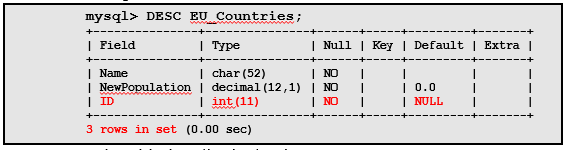 mysql> DESC EU_Countries;
+---------------+---------------+------+-----+---------+-------+
| Field | Type | Null | Key | Default | Extra |
+---------------+---------------+------+-----+---------+-------+
| Name | char(52) | NO | | | |
| NewPopulation | decimal(12,1) | NO | | 0.0 | |
| ID | int(11) | NO | | NULL | |
+---------------+---------------+------+-----+---------+-------+
3 rows in set (0.00 sec)